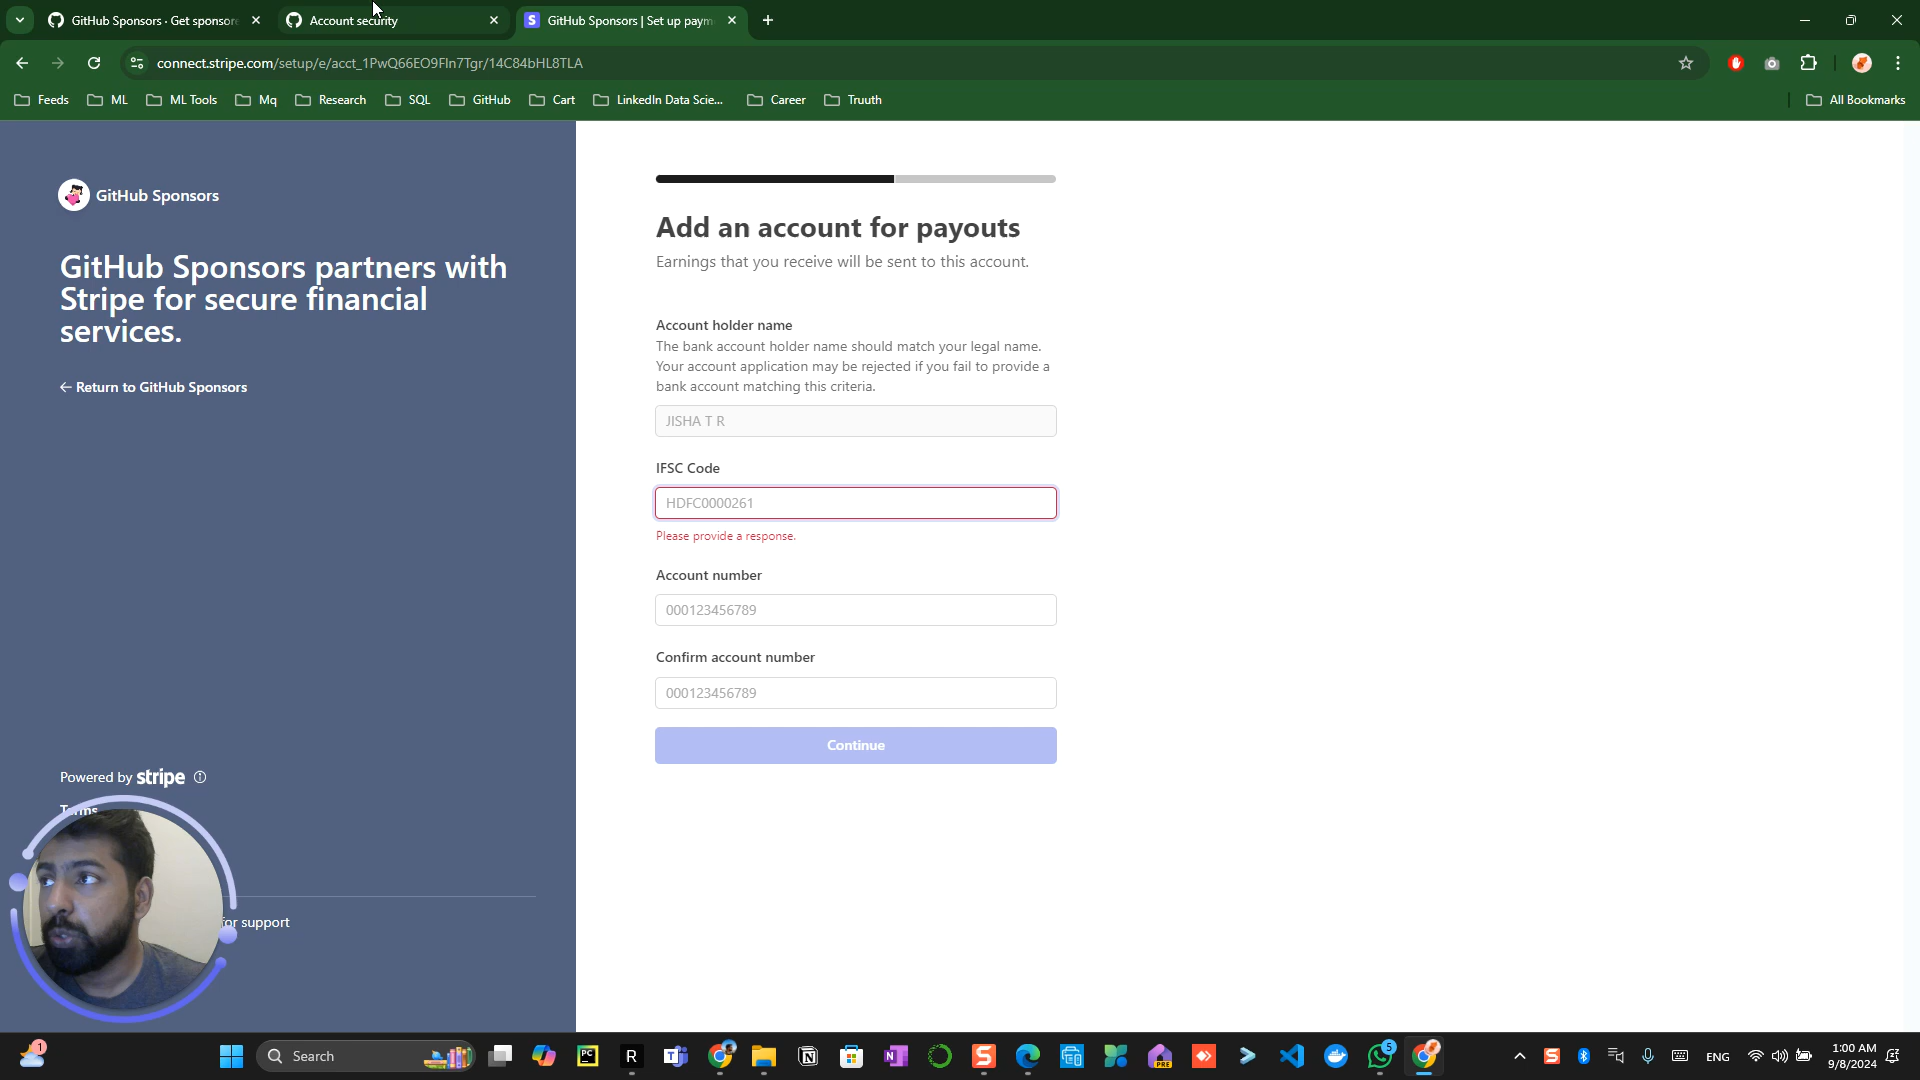 GitHub Sponsors · Get sponsore
Account security
GitHub Sponsors | Set up paym
connect.stripe.com/setup/e/acct_1PwQ66EO9FIn7Tgr/14C84bHL8TLA
Feeds
ML
ML Tools
Mq
Research
SQL
GitHub
Cart
LinkedIn Data Scie...
Career
Truuth
All Bookmarks
GitHub Sponsors
GitHub Sponsors partners with
Stripe for secure financial
services.
← Return to GitHub Sponsors
Powered by stripe
Terms
for support
Add an account for payouts
Earnings that you receive will be sent to this account.
Account holder name
The bank account holder name should match your legal name.
Your account application may be rejected if you fail to provide a
bank account matching this criteria.
JISHA T R
IFSC Code
HDFC0000261
Please provide a response.
Account number
000123456789
Confirm account number
000123456789
Continue
1
Search
5
ENG
1:00 AM
9/8/2024